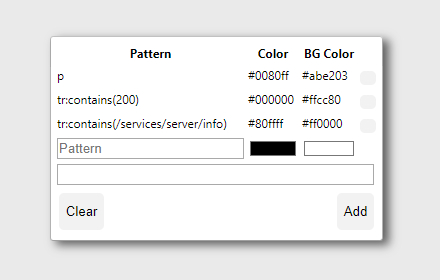 Pattern Color BG Color
p #0080ff #abe203
tr:contains(200) #000000 #ffcc80
tr:contains(/services/server/info) #80ffff #ff0000
Pattern
Clear Add